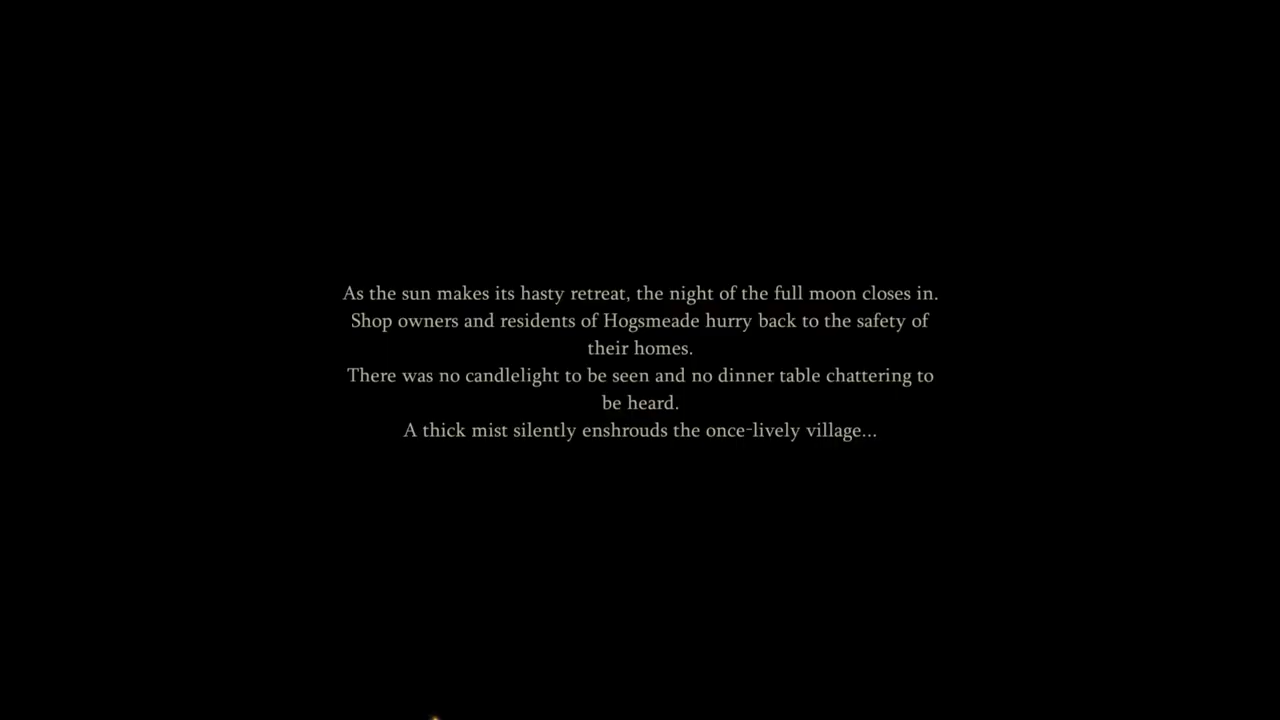 As the sun makes its hasty retreat, the night of the full moon closes in.
Shop owners and residents of Hogsmeade hurry back to the safety of
their homes.
There was no candlelight to be seen and no dinner table chattering to
be heard.
A thick mist silently enshrouds the once-lively village...